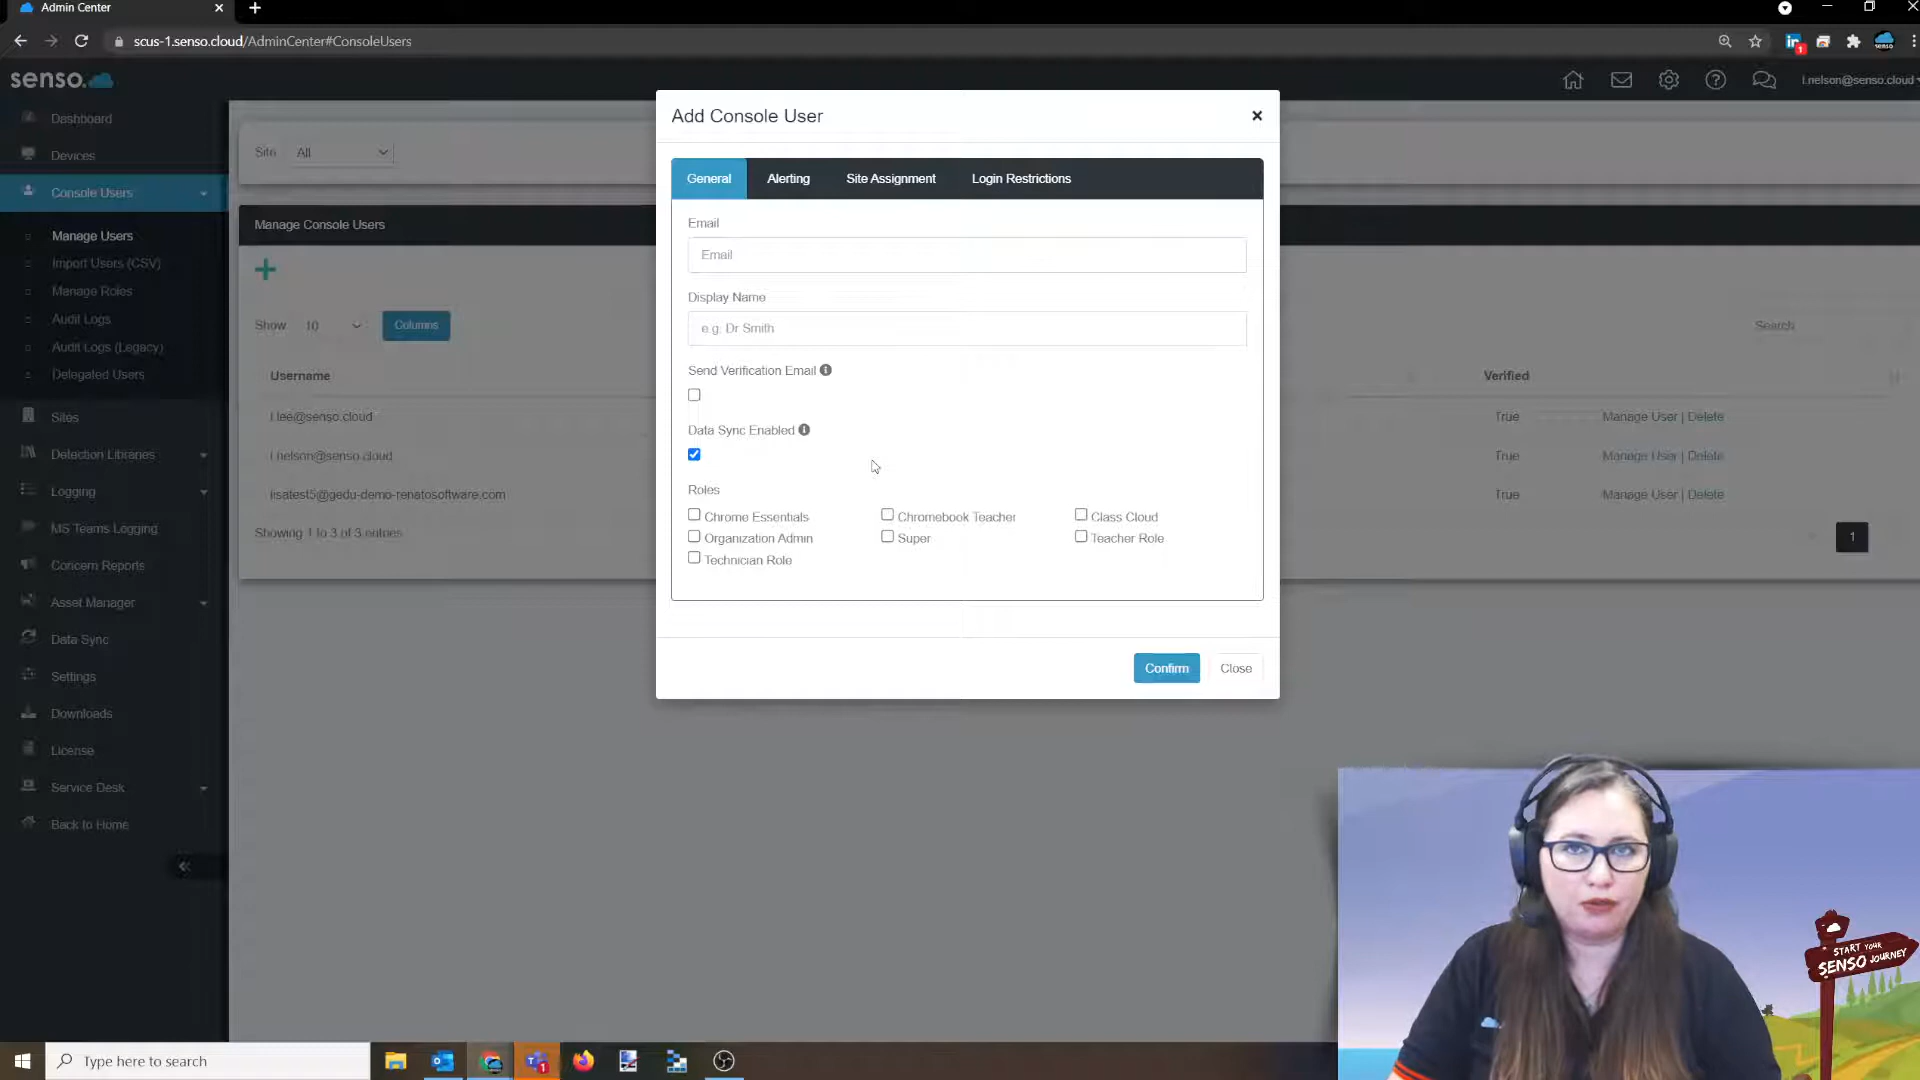 Admin Center
scus-1.senso.cloud/AdminCenter#ConsoleUsers
1
senso
senso.
l.nelson@senso.cloud
Dashboard
Devices
Console Users
Manage Users
Import Users (CSV)
Manage Roles
Audit Logs
Audit Logs (Legacy)
Delegated Users
Sites
Detection Libraries
Logging
MS Teams Logging
Concern Reports
Asset Manager
Data Sync
Settings
Downloads
License
Service Desk
Back to Home
Site All
Manage Console Users
Show 10 Columns
Search
Username
Verified
l.lee@senso.cloud
True Manage User | Delete
l.nelson@senso.cloud
True Manage User | Delete
lisatest5@gedu-demo-renatosoftware.com
True Manage User | Delete
Showing 1 to 3 of 3 entries
1
Add Console User
General Alerting Site Assignment Login Restrictions
Email
Email
Display Name
e.g. Dr Smith
Send Verification Email
Data Sync Enabled
Roles
Chrome Essentials Chromebook Teacher Class Cloud
Organization Admin Super Teacher Role
Technician Role
Confirm Close
START YOUR
SENSO JOURNEY
Type here to search
1